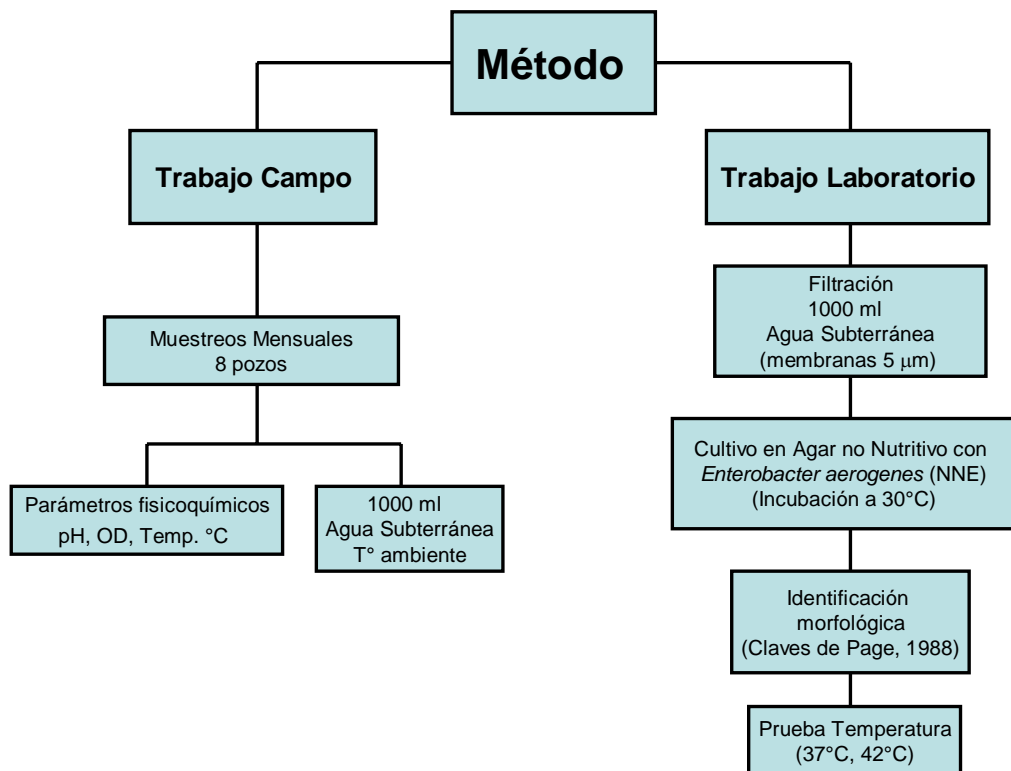 Método
Trabajo Campo
Muestreos Mensuales
8 pozos
Parámetros fisicoquímicos
pH, OD, Temp. °C
1000 ml
Agua Subterránea
T° ambiente
Trabajo Laboratorio
Filtración
1000 ml
Agua Subterránea
(membranas 5 μm)
Cultivo en Agar no Nutritivo con
Enterobacter aerogenes (NNE)
(Incubación a 30°C)
Identificación
morfológica
(Claves de Page, 1988)
Prueba Temperatura
(37°C, 42°C)